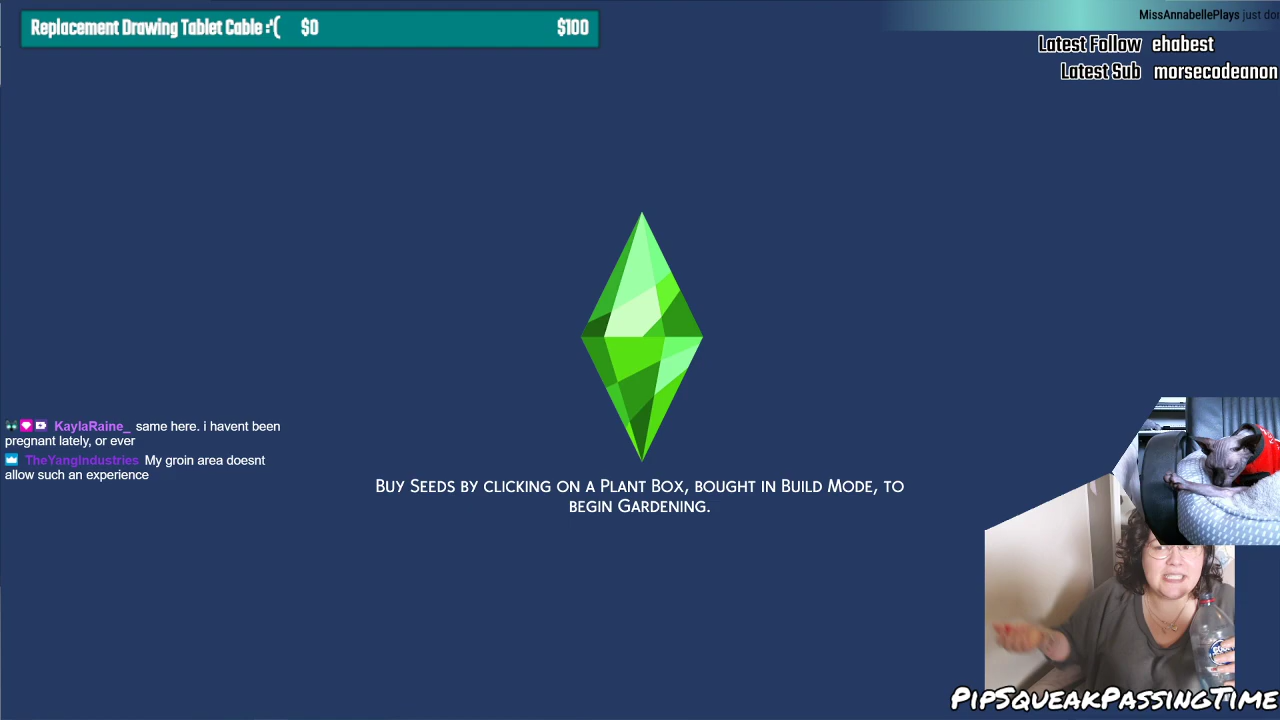 Replacement Drawing Tablet Cable :'( $0 $100
MissAnnabellePlays just do
Latest Follow ehabest
Latest Sub morsecodeanon
KaylaRaine_ same here. i havent been
pregnant lately, or ever
TheYangIndustries My groin area doesnt
allow such an experience
Buy Seeds by clicking on a Plant Box, bought in Build Mode, to
begin Gardening.
PipSqueakPassingTime